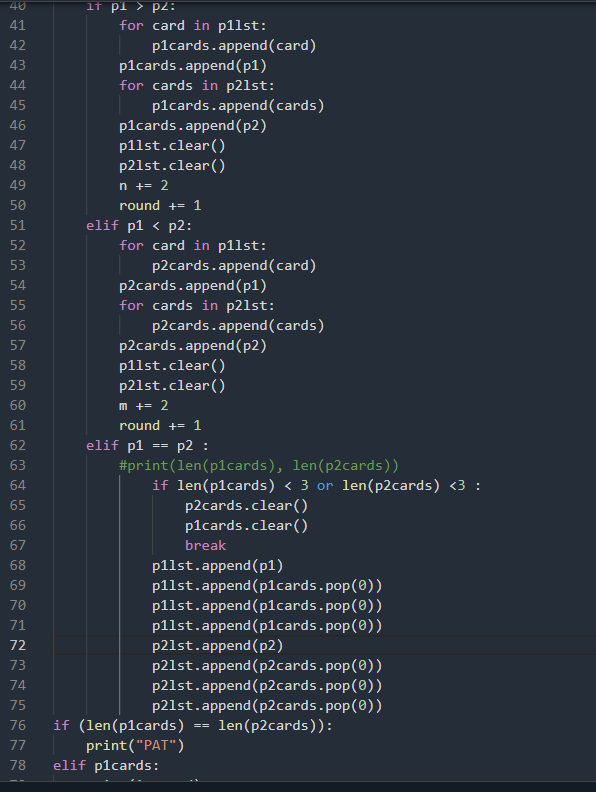 40 if p1 > p2:
41 for card in p1lst:
42 p1cards.append(card)
43 p1cards.append(p1)
44 for cards in p2lst:
45 p1cards.append(cards)
46 p1cards.append(p2)
47 p1lst.clear()
48 p2lst.clear()
49 n += 2
50 round += 1
51 elif p1 < p2:
52 for card in p1lst:
53 p2cards.append(card)
54 p2cards.append(p1)
55 for cards in p2lst:
56 p2cards.append(cards)
57 p2cards.append(p2)
58 p1lst.clear()
59 p2lst.clear()
60 m += 2
61 round += 1
62 elif p1 == p2 :
63 #print(len(p1cards), len(p2cards))
64 if len(p1cards) < 3 or len(p2cards) <3 :
65 p2cards.clear()
66 p1cards.clear()
67 break
68 p1lst.append(p1)
69 p1lst.append(p1cards.pop(0))
70 p1lst.append(p1cards.pop(0))
71 p1lst.append(p1cards.pop(0))
72 p2lst.append(p2)
73 p2lst.append(p2cards.pop(0))
74 p2lst.append(p2cards.pop(0))
75 p2lst.append(p2cards.pop(0))
76 if (len(p1cards) == len(p2cards)):
77 print("PAT")
78 elif p1cards: